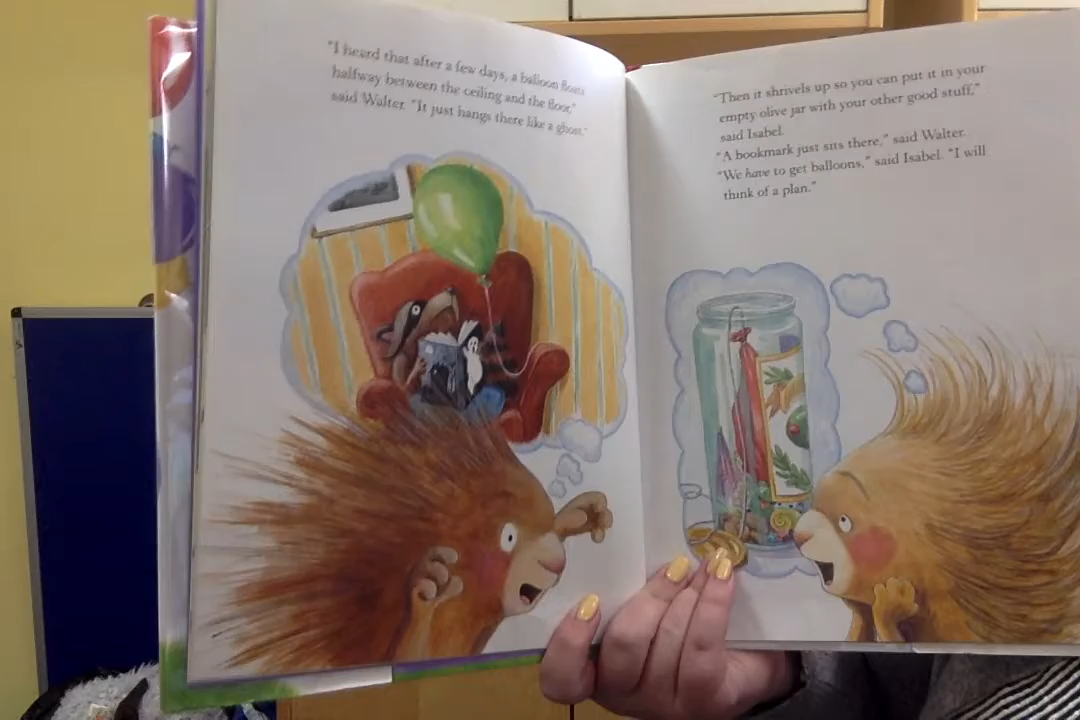 "I heard that after a few days, a balloon floats
halfway between the ceiling and the floor,"
said Walter. "It just hangs there like a ghost."
"Then it shrivels up so you can put it in your
empty olive jar with your other good stuff,"
said Isabel.
"A bookmark just sits there," said Walter.
"We have to get balloons," said Isabel. "I will
think of a plan."